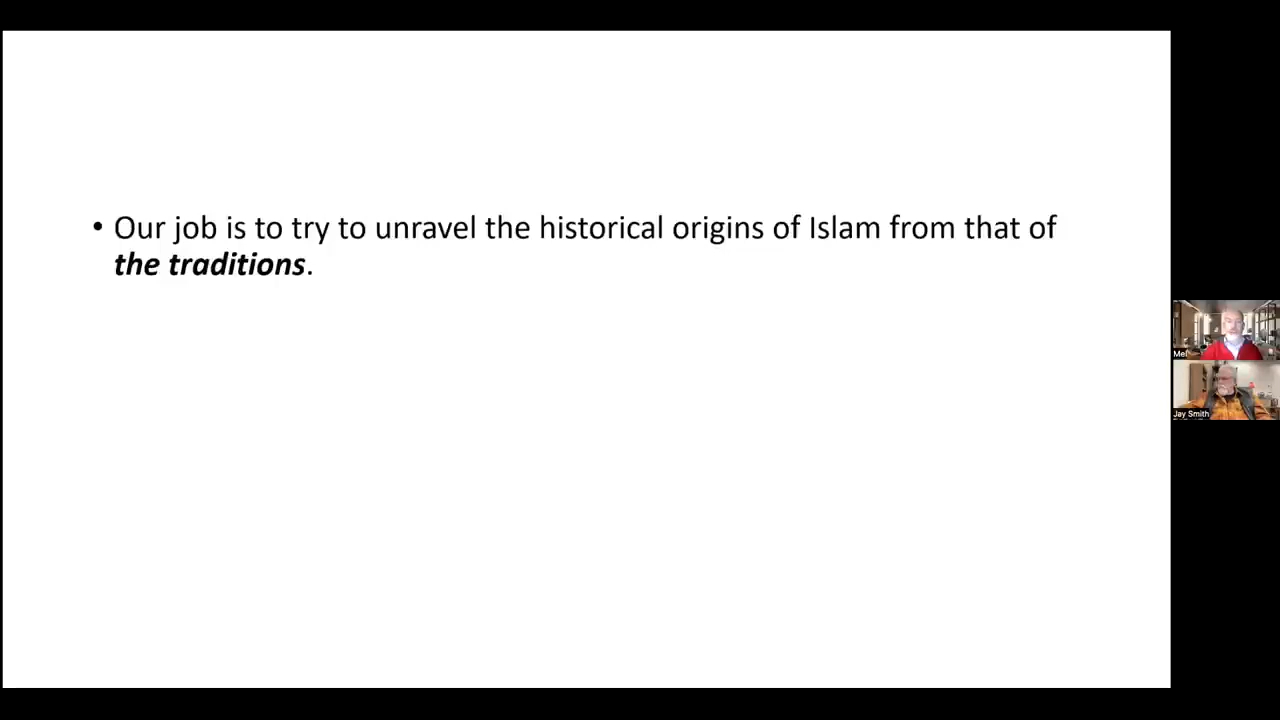 • Our job is to try to unravel the historical origins of Islam from that of
the traditions.
Mel
Jay Smith